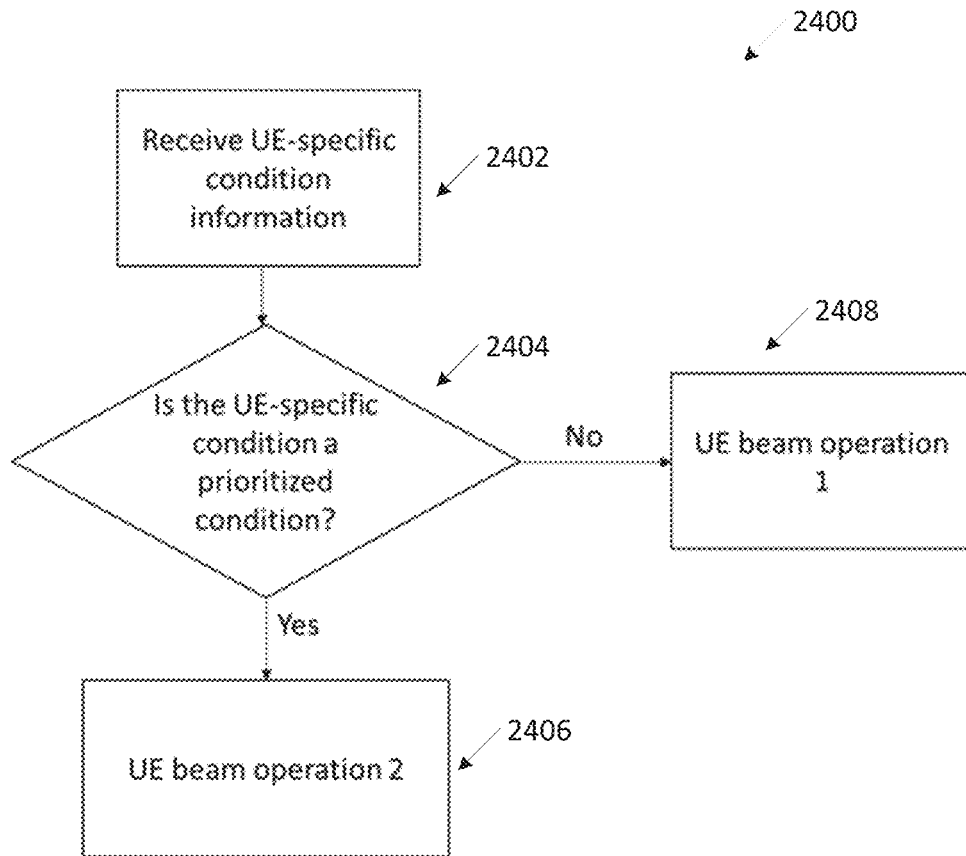 2400
Receive UE-specific
condition
information
2402
2404
Is the UE-specific
condition a
prioritized
condition?
No
2408
UE beam operation
1
Yes
UE beam operation 2
2406